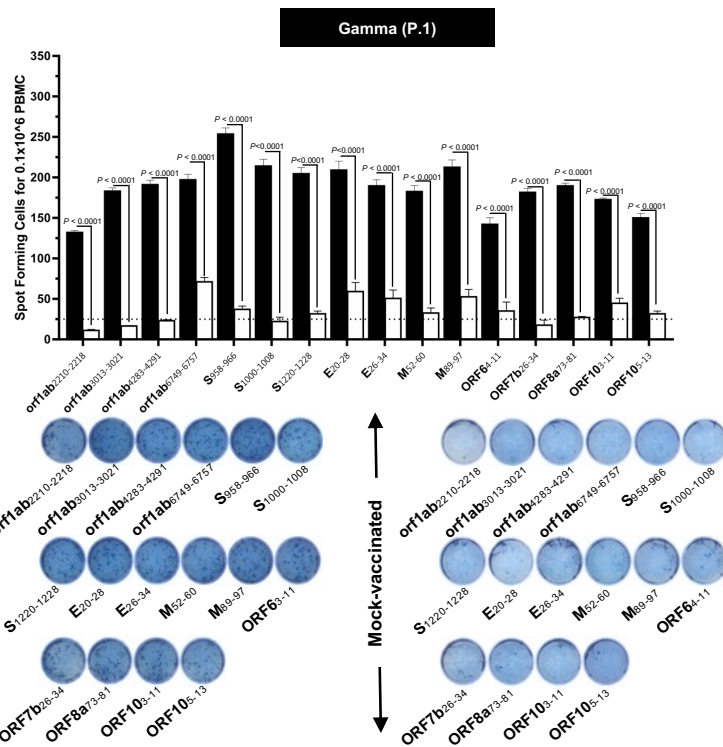 Gamma (P.1)
Spot Forming Cells for 0.1x10^6 PBMC
350
300
250
200
150
100
50
0
P < 0.0001
P < 0.0001
P < 0.0001
P < 0.0001
P < 0.0001
P < 0.0001
P<0.0001
P<0.0001
P < 0.0001
P < 0.0001
P < 0.0001
P < 0.0001
P < 0.0001
P < 0.0001
P < 0.0001
P < 0.0001
orf1ab2210-2218
orf1ab3013-3021
orf1ab4283-4291
orf1ab6749-6757
S958-966
S1000-1008
S1220-1228
E20-28
E26-34
M52-60
M89-97
ORF64-11
ORF7b26-34
ORF8a73-81
ORF103-11
ORF105-13
orf1ab2210-2218
orf1ab3013-3021
orf1ab4283-4291
orf1ab6749-6757
S958-966
S1000-1008
S1220-1228
E20-28
E26-34
M52-60
M89-97
ORF63-11
ORF7b26-34
ORF8a73-81
ORF103-11
ORF105-13
Mock-vaccinated
orf1ab2210-2218
orf1ab3013-3021
orf1ab4283-4291
orf1ab6749-6757
S958-966
S1000-1008
S1220-1228
E20-28
E26-34
M52-60
M89-97
ORF64-11
ORF7b26-34
ORF8a73-81
ORF103-11
ORF105-13